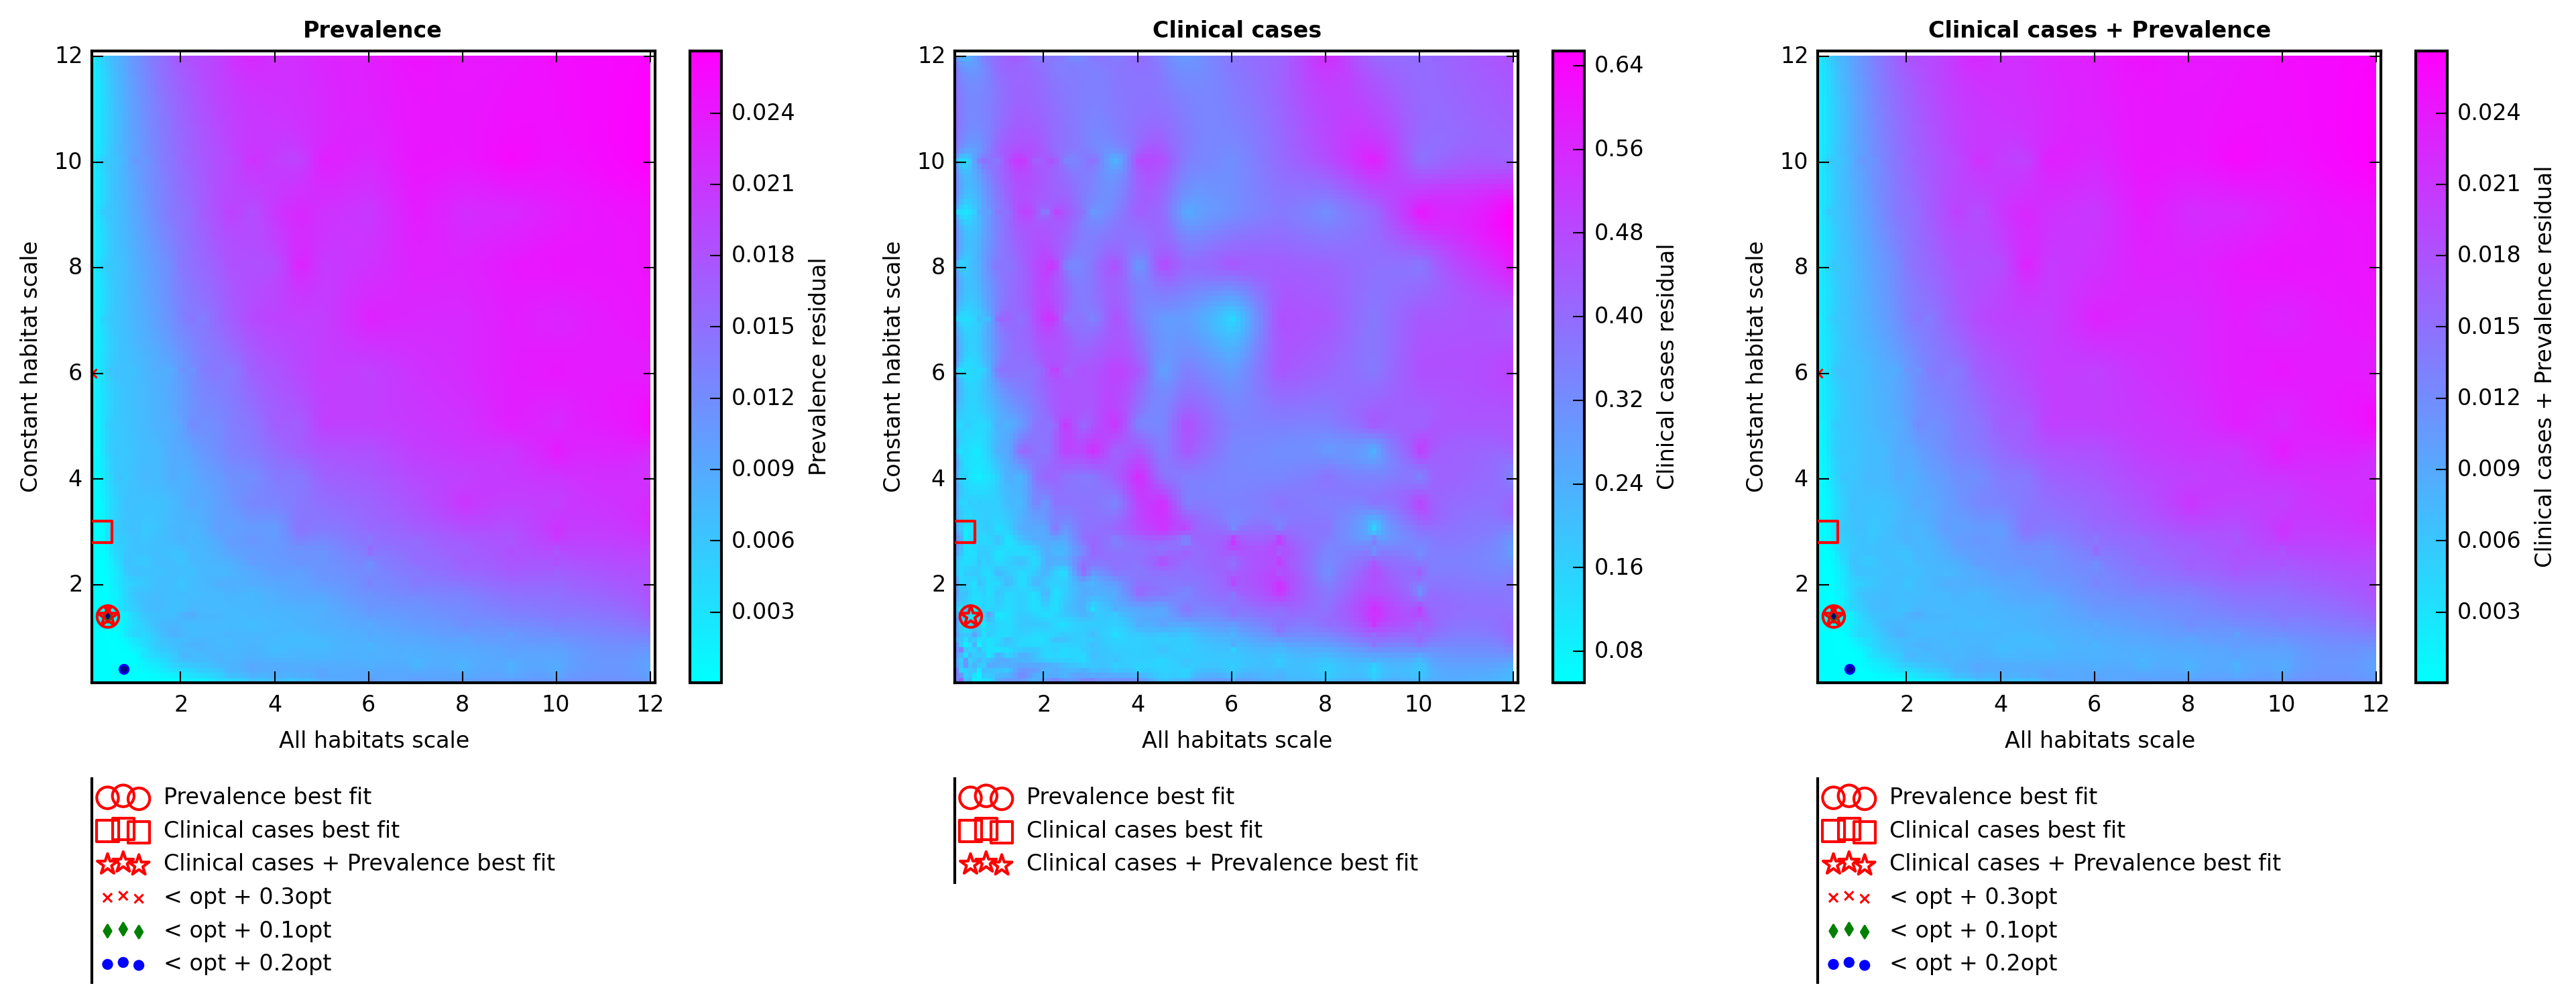 Prevalence
12
10
8
6
4
2
Constant habitat scale
2 4 6 8 10 12
All habitats scale
0.024
0.021
0.018
0.015
0.012
0.009
0.006
0.003
Prevalence residual
Prevalence best fit
Clinical cases best fit
Clinical cases + Prevalence best fit
< opt + 0.3opt
< opt + 0.1opt
< opt + 0.2opt
Clinical cases
12
10
8
6
4
2
Constant habitat scale
2 4 6 8 10 12
All habitats scale
0.64
0.56
0.48
0.40
0.32
0.24
0.16
0.08
Clinical cases residual
Prevalence best fit
Clinical cases best fit
Clinical cases + Prevalence best fit
Clinical cases + Prevalence
12
10
8
6
4
2
Constant habitat scale
2 4 6 8 10 12
All habitats scale
0.024
0.021
0.018
0.015
0.012
0.009
0.006
0.003
Clinical cases + Prevalence residual
Prevalence best fit
Clinical cases best fit
Clinical cases + Prevalence best fit
< opt + 0.3opt
< opt + 0.1opt
< opt + 0.2opt